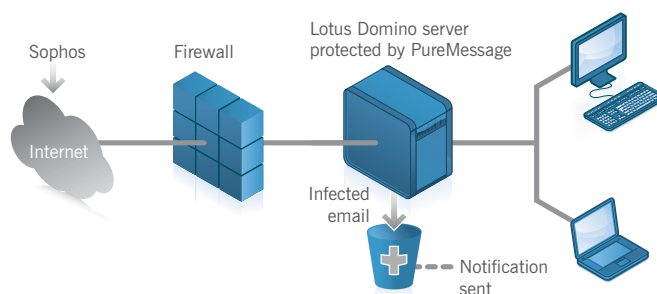 Sophos
Firewall
Lotus Domino server
protected by PureMessage
Internet
Infected
email
Notification
sent